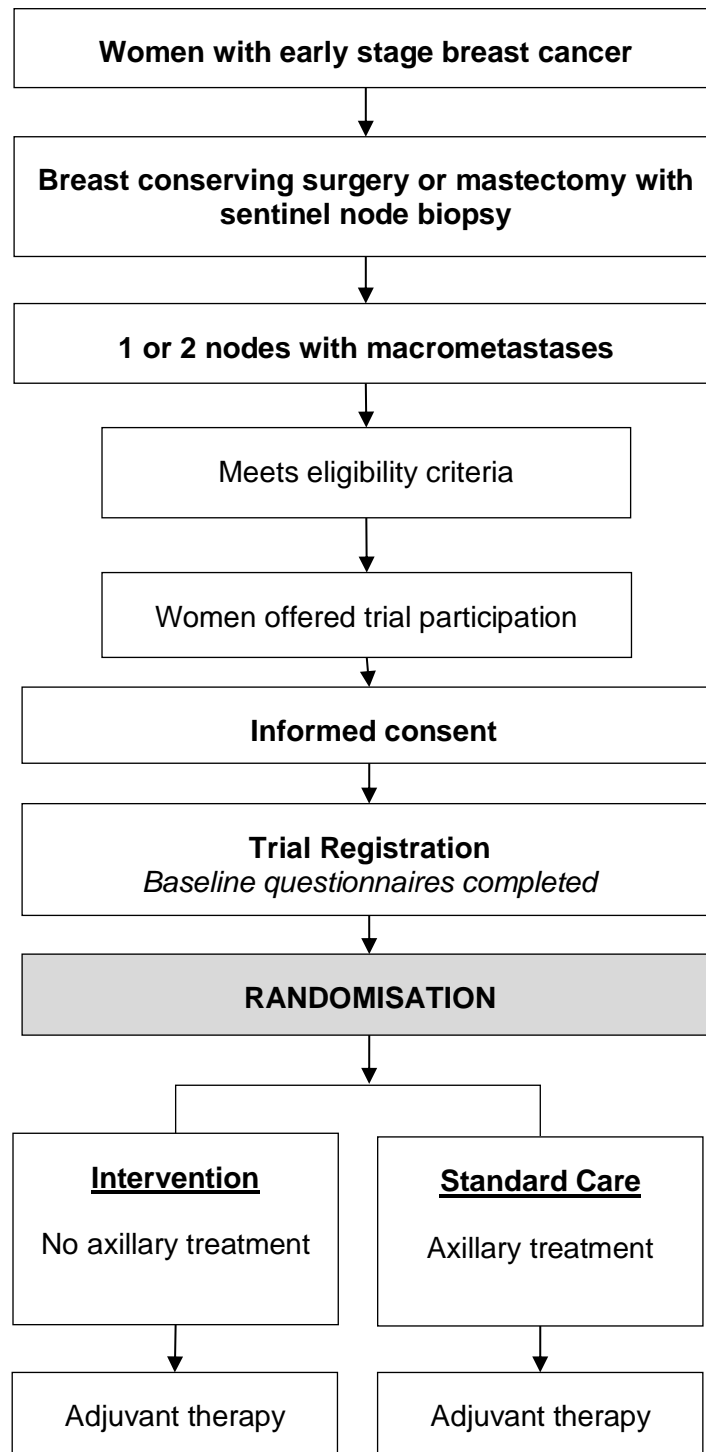 Women with early stage breast cancer
Breast conserving surgery or mastectomy with
sentinel node biopsy
1 or 2 nodes with macrometastases
Meets eligibility criteria
Women offered trial participation
Informed consent
Trial Registration
Baseline questionnaires completed
RANDOMISATION
Intervention
No axillary treatment
Standard Care
Axillary treatment
Adjuvant therapy
Adjuvant therapy